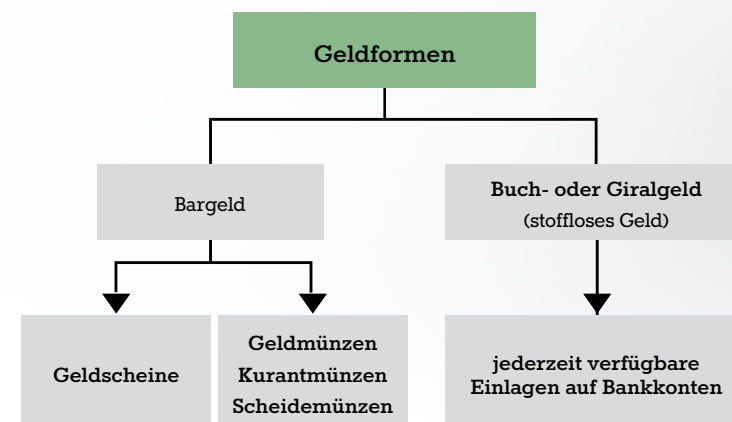 Geldformen
Bargeld
Buch- oder Giralgeld
(stoffloses Geld)
Geldscheine
Geldmünzen
Kurantmünzen
Scheidemünzen
jederzeit verfügbare
Einlagen auf Bankkonten